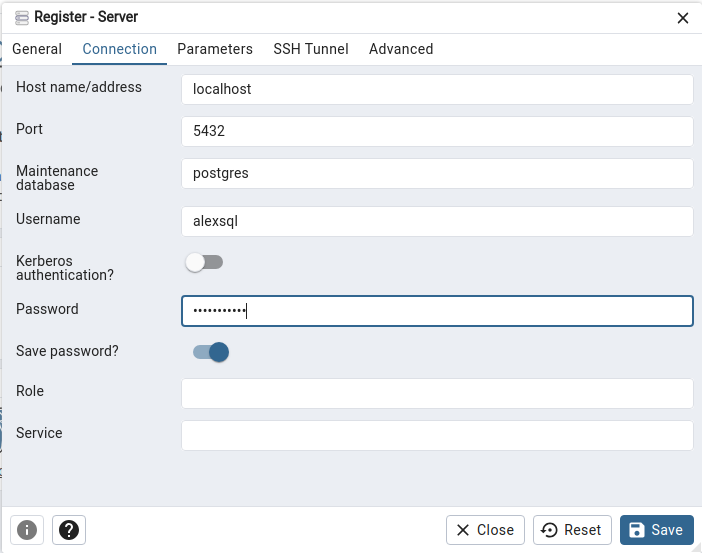 Register - Server
General Connection Parameters SSH Tunnel Advanced
Host name/address localhost
Port 5432
Maintenance
database postgres
Username alexsql
Kerberos
authentication?
Password •••••••••••
Save password?
Role
Service
Close Reset Save